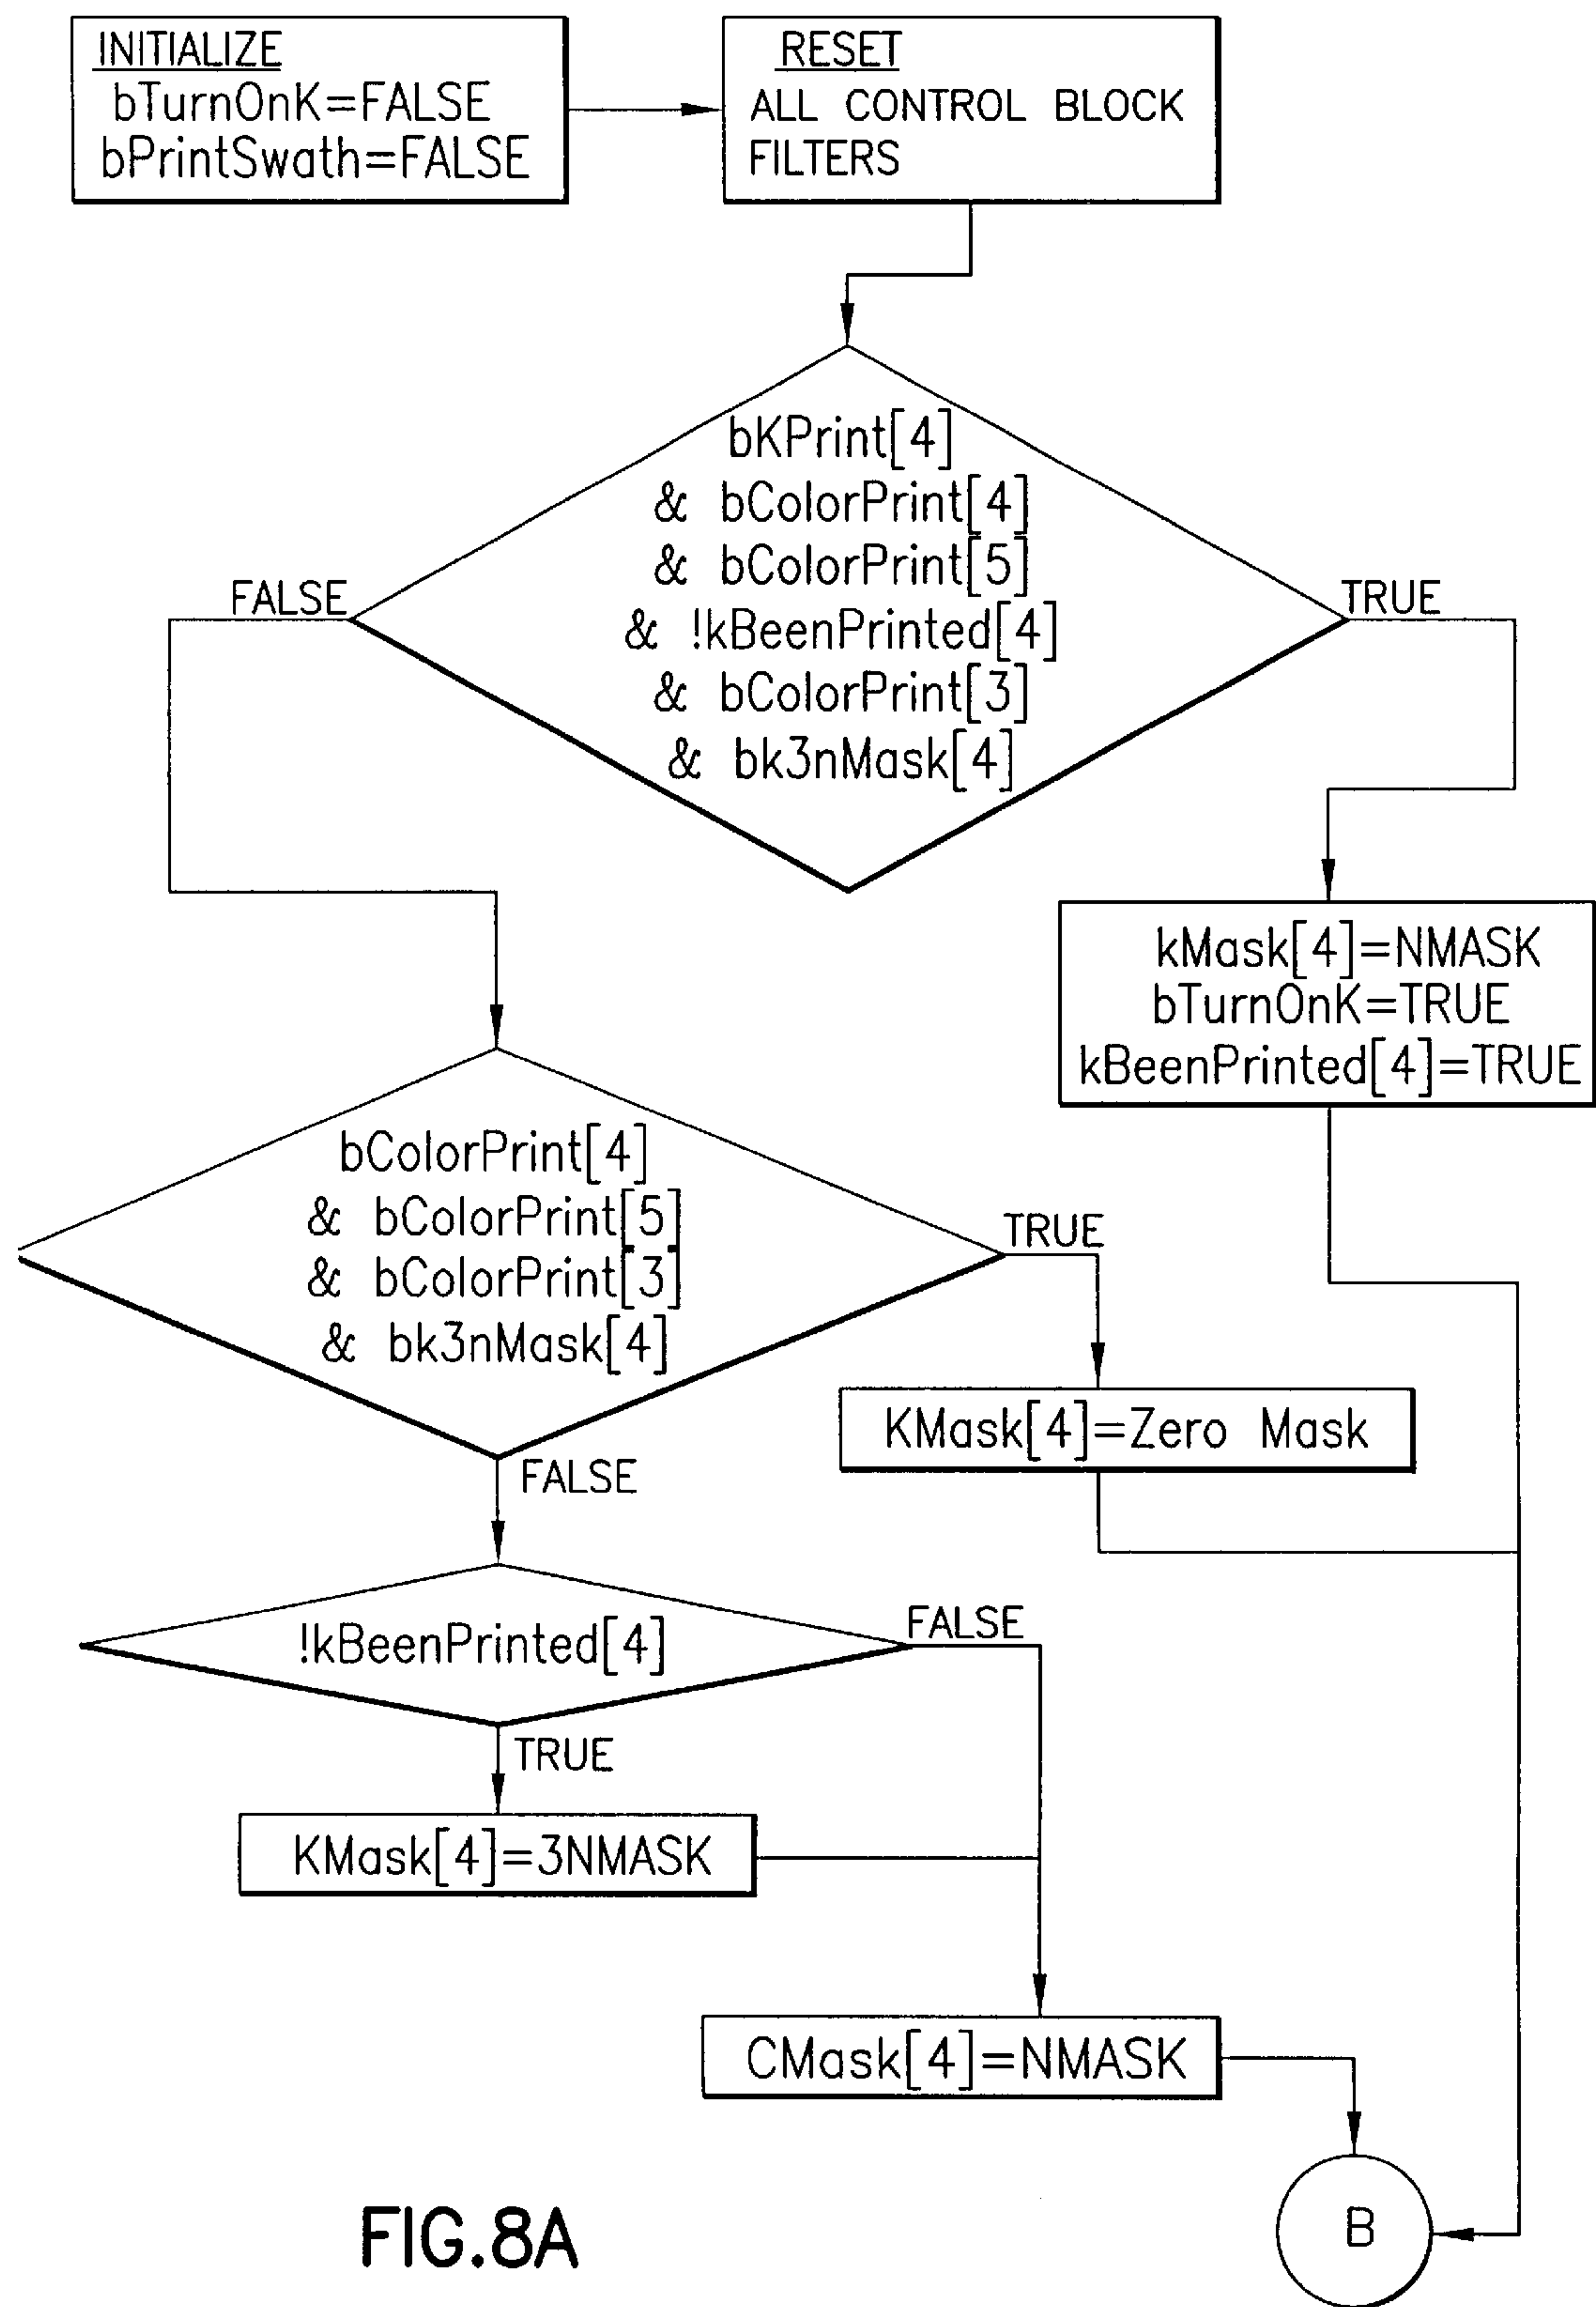 INITIALIZE
bTurnOnK=FALSE
bPrintSwath=FALSE
RESET
ALL CONTROL BLOCK
FILTERS
bKPrint[4]
& bColorPrint[4]
& bColorPrint[5]
& !kBeenPrinted[4]
& bColorPrint[3]
& bk3nMask[4]
FALSE
TRUE
kMask[4]=NMASK
bTurnOnK=TRUE
kBeenPrinted[4]=TRUE
bColorPrint[4]
& bColorPrint[5]
& bColorPrint[3]
& bk3nMask[4]
TRUE
KMask[4]=Zero Mask
FALSE
!kBeenPrinted[4]
FALSE
TRUE
KMask[4]=3NMASK
CMask[4]=NMASK
B
FIG.8A